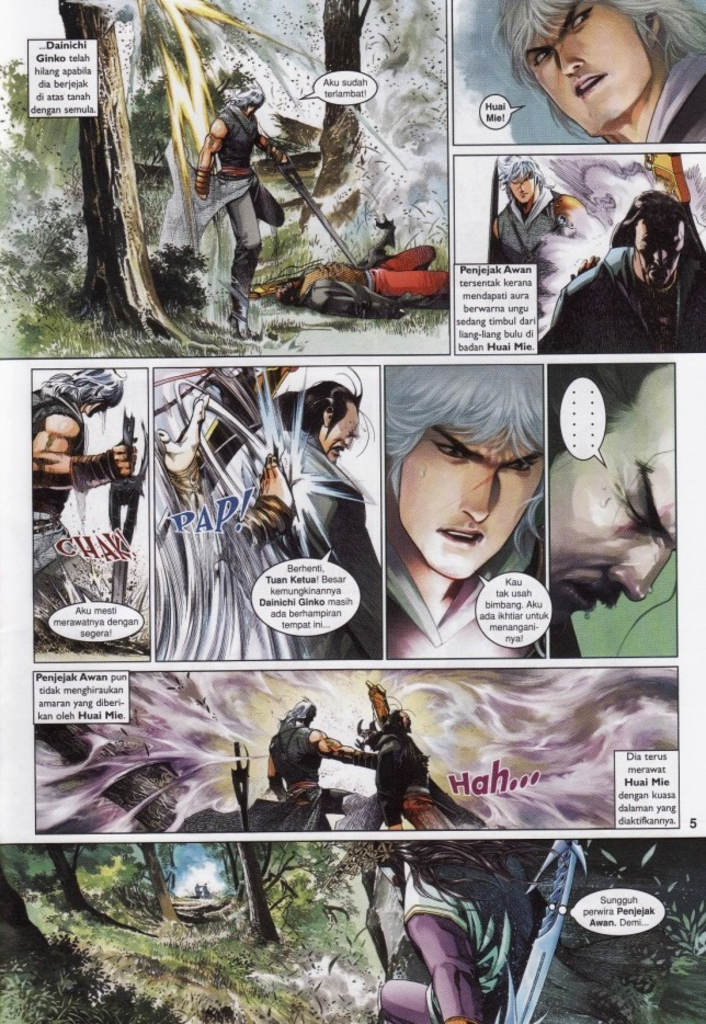 ...Dainichi
Ginko telah
hilang apabila
dia berjejak
di atas tanah
dengan semula.
Aku sudah
terlambat!
Huai
Mie!
Penjejak Awan
tersentak kerana
mendapati aura
berwarna ungu
sedang timbul dari
liang-liang bulu di
badan Huai Mie.
CHAK!
Aku mesti
merawatnya dengan
segera!
PAP!
Berhenti,
Tuan Ketua! Besar
kemungkinannya
Dainichi Ginko masih
ada berhampiran
tempat ini...
Kau
tak usah
bimbang. Aku
ada ikhtiar untuk
menangani-
nya!
Penjejak Awan pun
tidak menghiraukan
amaran yang diberi-
kan oleh Huai Mie.
Hah...
Dia terus
merawat
Huai Mie
dengan kuasa
dalaman yang
diaktifkannya.
5
Sungguh
perwira Penjejak
Awan. Demi...